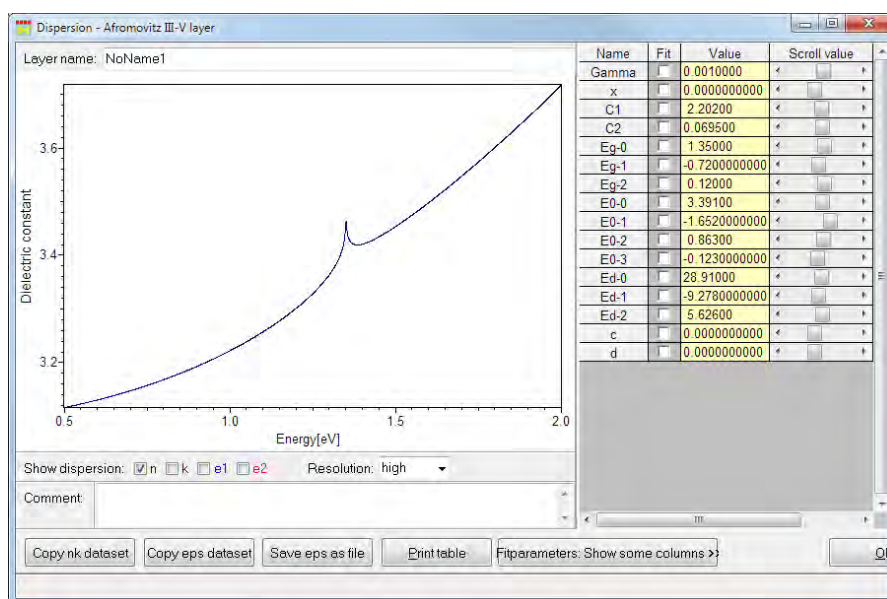 Dispersion - Afromovitz III-V layer
Layer name: NoName1
Dielectric constant
3.6
3.4
3.2
0.5 1.0 1.5 2.0
Energy[eV]
Show dispersion: n k e1 e2 Resolution: high
Comment:
Name Fit Value Scroll value
Gamma 0.0010000
x 0.0000000000
C1 2.20200
C2 0.069500
Eg-0 1.35000
Eg-1 -0.7200000000
Eg-2 0.12000
E0-0 3.39100
E0-1 -1.6520000000
E0-2 0.86300
E0-3 -0.1230000000
Ed-0 28.91000
Ed-1 -9.2780000000
Ed-2 5.62600
c 0.0000000000
d 0.0000000000
Copy nk dataset Copy eps dataset Save eps as file Print table Fitparameters: Show some columns >>